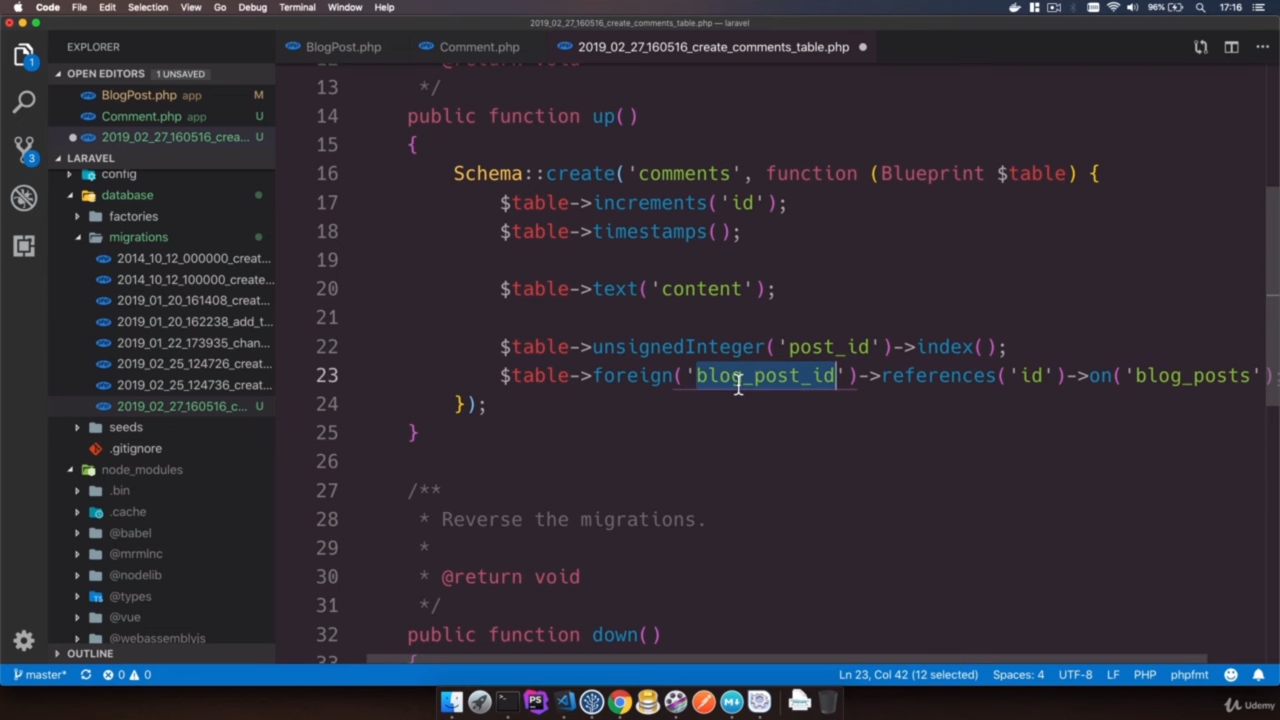 Code File Edit Selection View Go Debug Terminal Window Help 96% 17:16
2019_02_27_160516_create_comments_table.php — laravel
EXPLORER
BlogPost.php Comment.php 2019_02_27_160516_create_comments_table.php
OPEN EDITORS 1 UNSAVED
BlogPost.php app M
Comment.php app U
2019_02_27_160516_crea... U
LARAVEL
config
database
factories
migrations
2014_10_12_000000_creat...
2014_10_12_100000_create...
2019_01_20_161408_creat...
2019_01_20_162238_add_t...
2019_01_22_173935_chan...
2019_02_25_124726_creat...
2019_02_25_124736_creat...
2019_02_27_160516_c... U
seeds
.gitignore
node_modules
.bin
.cache
@babel
@mrmlnc
@nodelib
@types
@vue
@webassemblyjs
OUTLINE
13 */
14 public function up()
15 {
16 Schema::create('comments', function (Blueprint $table) {
17 $table->increments('id');
18 $table->timestamps();
19
20 $table->text('content');
21
22 $table->unsignedInteger('post_id')->index();
23 $table->foreign('blog_post_id')->references('id')->on('blog_posts');
24 });
25 }
26
27 /**
28 * Reverse the migrations.
29 *
30 * @return void
31 */
32 public function down()
33 {
master* 0 0 Ln 23, Col 42 (12 selected) Spaces: 4 UTF-8 LF PHP phpfmt
Udemy